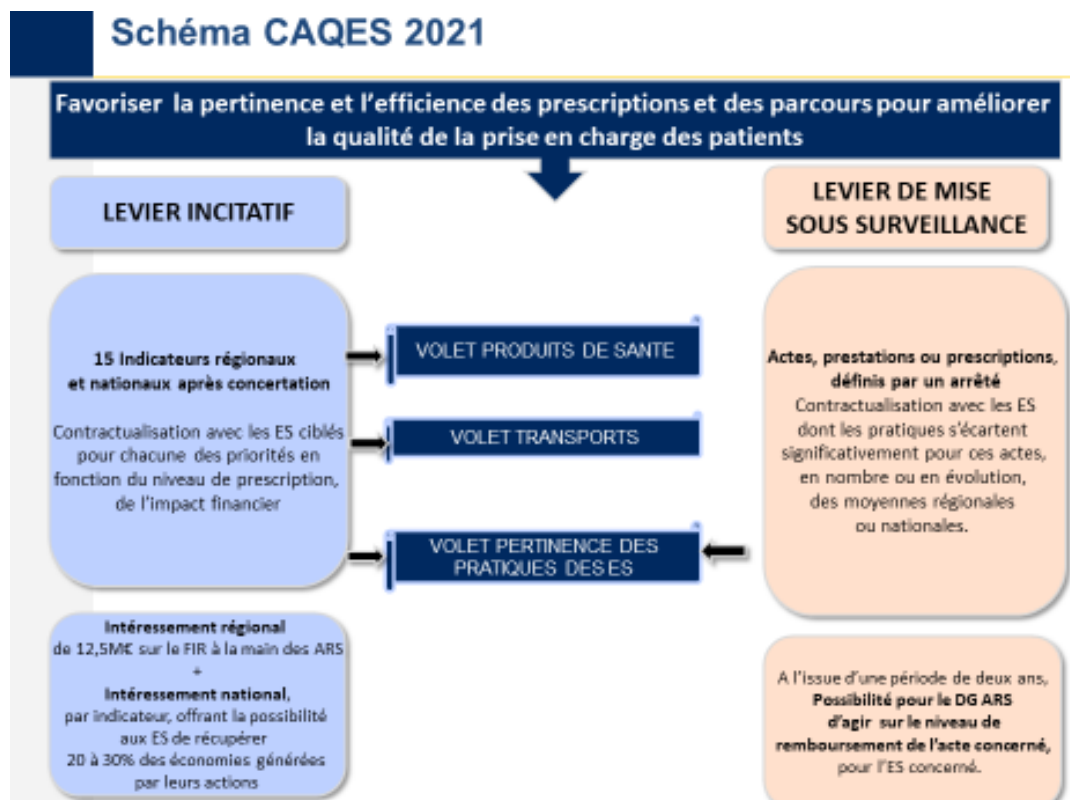 Schéma CAQES 2021
Favoriser la pertinence et l'efficience des prescriptions et des parcours pour améliorer
la qualité de la prise en charge des patients
LEVIER INCITATIF
15 Indicateurs régionaux
et nationaux après concertation
Contractualisation avec les ES ciblés
pour chacune des priorités en
fonction du niveau de prescription,
de l'impact financier
Intéressement régional
de 12,5M€ sur le FIR à la main des ARS
+
Intéressement national,
par indicateur, offrant la possibilité
aux ES de récupérer
20 à 30% des économies générées
par leurs actions
VOLET PRODUITS DE SANTE
VOLET TRANSPORTS
VOLET PERTINENCE DES
PRATIQUES DES ES
LEVIER DE MISE
SOUS SURVEILLANCE
Actes, prestations ou prescriptions,
définis par un arrêté
Contractualisation avec les ES
dont les pratiques s'écartent
significativement pour ces actes,
en nombre ou en évolution,
des moyennes régionales
ou nationales.
A l'issue d'une période de deux ans,
Possibilité pour le DG ARS
d'agir sur le niveau de
remboursement de l'acte concerné,
pour l'ES concerné.